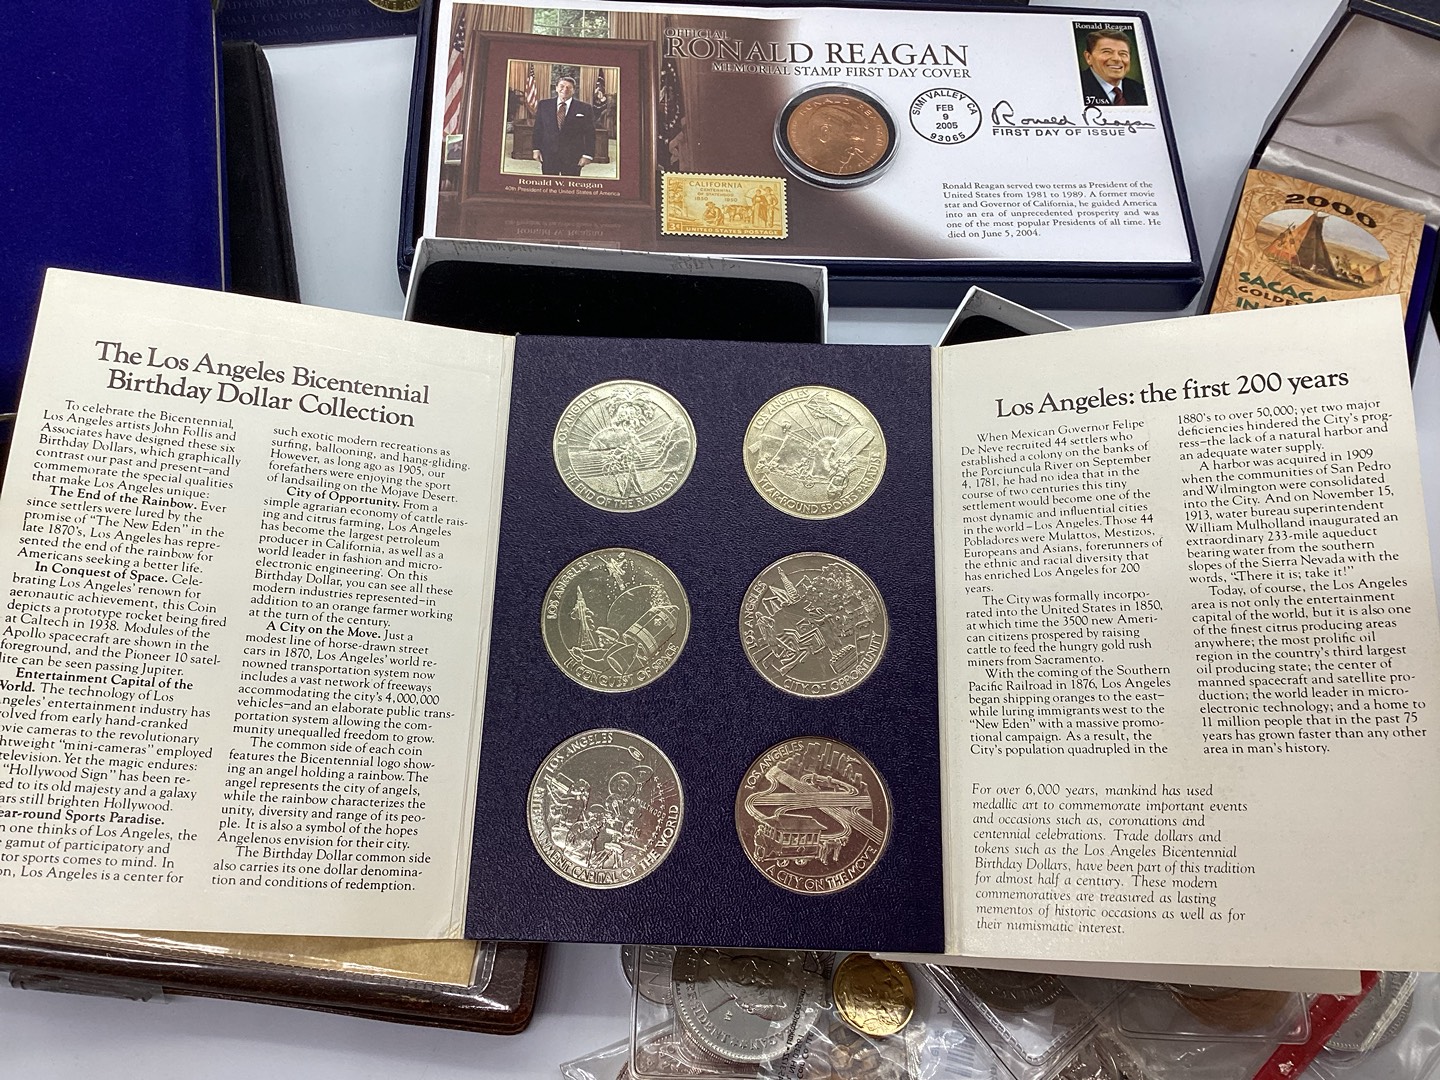 OFFICIAL
RONALD REAGAN
MEMORIAL STAMP FIRST DAY COVER
Ronald W. Reagan
40th President of the United States of America
CALIFORNIA
CENTENNIAL
OF STATEHOOD
1850 1950
3¢ UNITED STATES POSTAGE
SIMI VALLEY CA
FEB
9
2005
93065
Ronald Reagan
37USA
Ronald Reagan
FIRST DAY OF ISSUE
Ronald Reagan served two terms as President of the
United States from 1981 to 1989. A former movie
star and Governor of California, he guided America
into an era of unprecedented prosperity and was
one of the most popular Presidents of all time. He
died on June 5, 2004.
2000
GOLDE
IN
The Los Angeles Bicentennial
Birthday Dollar Collection
To celebrate the Bicentennial,
Los Angeles artists John Follis and
Associates have designed these six
Birthday Dollars, which graphically
contrast our past and present—and
commemorate the special qualities
that make Los Angeles unique:
The End of the Rainbow. Ever
since settlers were lured by the
promise of "The New Eden" in the
late 1870's, Los Angeles has repre-
sented the end of the rainbow for
Americans seeking a better life.
In Conquest of Space. Cele-
brating Los Angeles' renown for
aeronautic achievement, this Coin
depicts a prototype rocket being fired
at Caltech in 1938. Modules of the
Apollo spacecraft are shown in the
foreground, and the Pioneer 10 satel-
lite can be seen passing Jupiter.
Entertainment Capital of the
World. The technology of Los
ngeles' entertainment industry has
volved from early hand-cranked
ovie cameras to the revolutionary
htweight "mini-cameras" employed
television. Yet the magic endures:
"Hollywood Sign" has been re-
ed to its old majesty and a galaxy
ars still brighten Hollywood.
ear-round Sports Paradise.
n one thinks of Los Angeles, the
gamut of participatory and
tor sports comes to mind. In
on, Los Angeles is a center for
such exotic modern recreations as
surfing, ballooning, and hang-gliding.
However, as long ago as 1905, our
forefathers were enjoying the sport
of landsailing on the Mojave Desert.
City of Opportunity. From a
simple agrarian economy of cattle rais-
ing and citrus farming, Los Angeles
has become the largest petroleum
producer in California, as well as a
world leader in fashion and micro-
electronic engineering. On this
Birthday Dollar, you can see all these
modern industries represented—in
addition to an orange farmer working
at the turn of the century.
A City on the Move. Just a
modest line of horse-drawn street
cars in 1870, Los Angeles' world re-
nowned transportation system now
includes a vast network of freeways
accommodating the city's 4,000,000
vehicles—and an elaborate public trans-
portation system allowing the com-
munity unequalled freedom to grow.
The common side of each coin
features the Bicentennial logo show-
ing an angel holding a rainbow. The
angel represents the city of angels,
while the rainbow characterizes the
unity, diversity and range of its peo-
ple. It is also a symbol of the hopes
Angelenos envision for their city.
The Birthday Dollar common side
also carries its one dollar denomina-
tion and conditions of redemption.
LOS ANGELES
THE END OF THE RAINBOW
LOS ANGELES
YEAR-ROUND SPORTS PARADISE
LOS ANGELES
IN CONQUEST OF SPACE
LOS ANGELES
CITY OF OPPORTUNITY
LOS ANGELES
ENTERTAINMENT CAPITAL OF THE WORLD
LOS ANGELES
A CITY ON THE MOVE
Los Angeles: the first 200 years
When Mexican Governor Felipe
De Neve recruited 44 settlers who
established a colony on the banks of
the Porciuncula River on September
4, 1781, he had no idea that in the
course of two centuries this tiny
settlement would become one of the
most dynamic and influential cities
in the world – Los Angeles. Those 44
Pobladores were Mulattos, Mestizos,
Europeans and Asians, forerunners of
the ethnic and racial diversity that
has enriched Los Angeles for 200
years.
The City was formally incorpo-
rated into the United States in 1850,
at which time the 3500 new Ameri-
can citizens prospered by raising
cattle to feed the hungry gold rush
miners from Sacramento.
With the coming of the Southern
Pacific Railroad in 1876, Los Angeles
began shipping oranges to the east—
while luring immigrants west to the
"New Eden" with a massive promo-
tional campaign. As a result, the
City's population quadrupled in the
1880's to over 50,000; yet two major
deficiencies hindered the City's prog-
ress—the lack of a natural harbor and
an adequate water supply.
A harbor was acquired in 1909
when the communities of San Pedro
and Wilmington were consolidated
into the City. And on November 15,
1913, water bureau superintendent
William Mulholland inaugurated an
extraordinary 233-mile aqueduct
bearing water from the southern
slopes of the Sierra Nevada with the
words, "There it is; take it!"
Today, of course, the Los Angeles
area is not only the entertainment
capital of the world, but it is also one
of the finest citrus producing areas
anywhere; the most prolific oil
region in the country's third largest
oil producing state; the center of
manned spacecraft and satellite pro-
duction; the world leader in micro-
electronic technology; and a home to
11 million people that in the past 75
years has grown faster than any other
area in man's history.
For over 6,000 years, mankind has used
medallic art to commemorate important events
and occasions such as, coronations and
centennial celebrations. Trade dollars and
tokens such as the Los Angeles Bicentennial
Birthday Dollars, have been part of this tradition
for almost half a century. These modern
commemoratives are treasured as lasting
mementos of historic occasions as well as for
their numismatic interest.